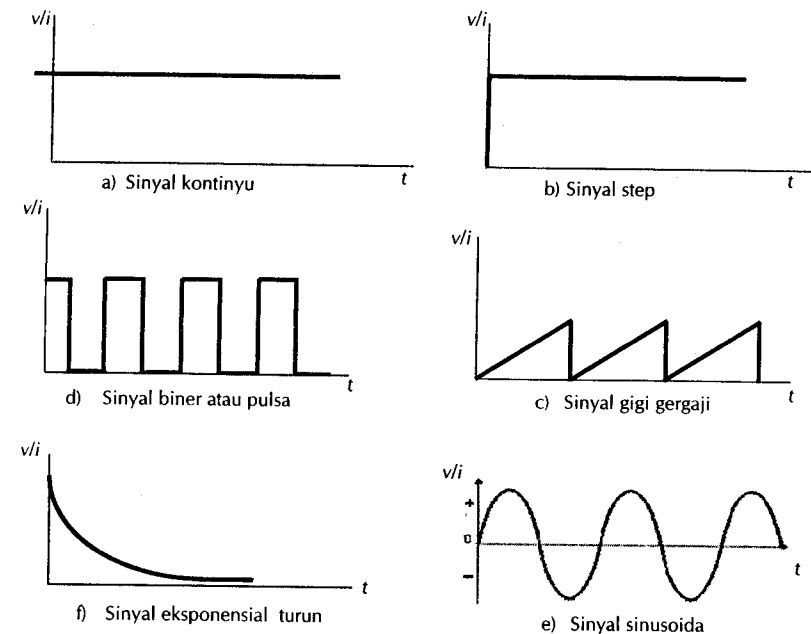 v/i
t
a) Sinyal kontinyu
v/i
t
b) Sinyal step
v/i
t
d) Sinyal biner atau pulsa
v/i
t
c) Sinyal gigi gergaji
v/i
t
f) Sinyal eksponensial turun
v/i
+
0
−
t
e) Sinyal sinusoida